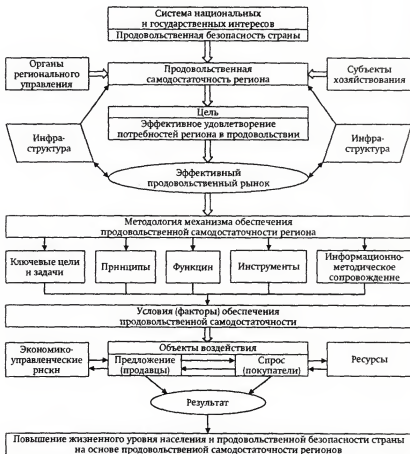 Система национальных
и государственных интересов
Продовольственная безопасность страны
Органы
регионального
управления
Продовольственная
самодостаточность региона
Субъекты
хозяйствования
Цель
Эффективное удовлетворение
потребностей региона в продовольствии
Инфра-
структура
Инфра-
структура
Эффективный
продовольственный рынок
Методология механизма обеспечения
продовольственной самодостаточности региона
Ключевые цели
и задачи
Принципы
Функции
Инструменты
Информационно-
методическое
сопровождение
Условия (факторы) обеспечения
продовольственной самодостаточности
Экономико-
управленческие
риски
Объекты воздействия
Предложение
(продавцы)
Спрос
(покупатели)
Ресурсы
Результат
Повышение жизненного уровня населения и продовольственной безопасности страны
на основе продовольственной самодостаточности регионов